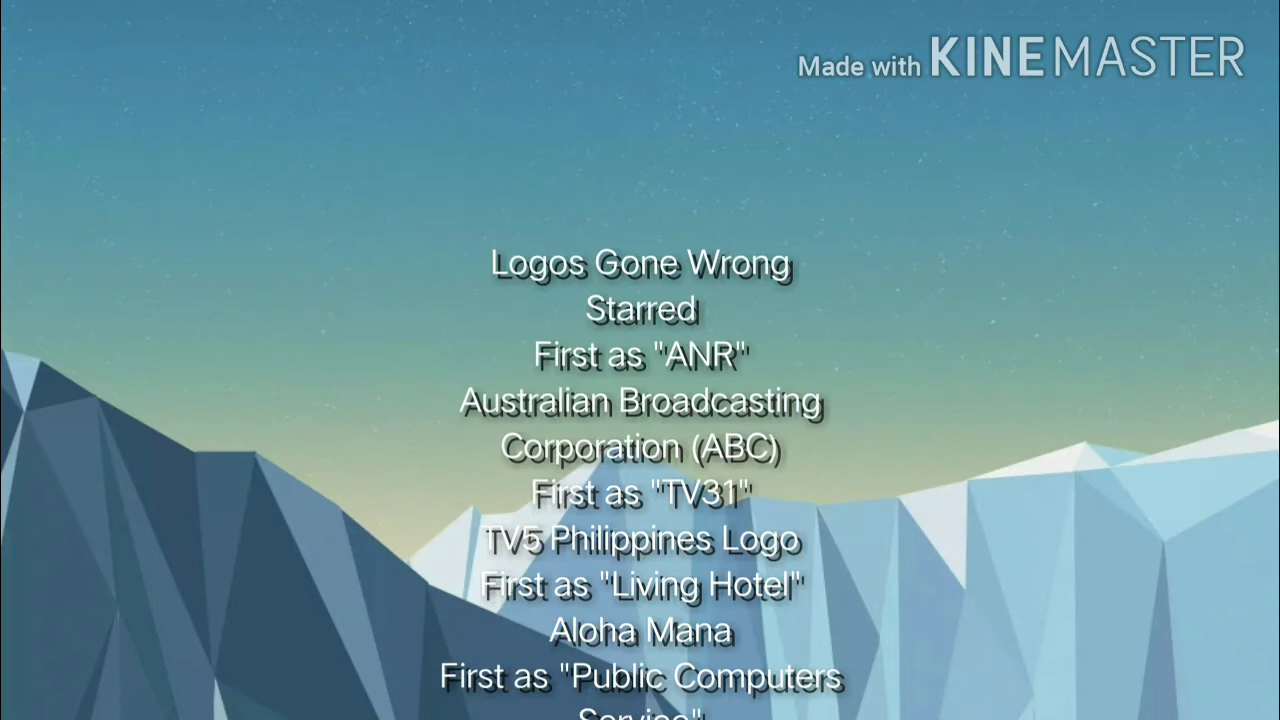 Made with KINEMASTER
Logos Gone Wrong
Starred
First as "ANR"
Australian Broadcasting
Corporation (ABC)
First as "TV31"
TV5 Philippines Logo
First as "Living Hotel"
Aloha Mana
First as "Public Computers
Service"